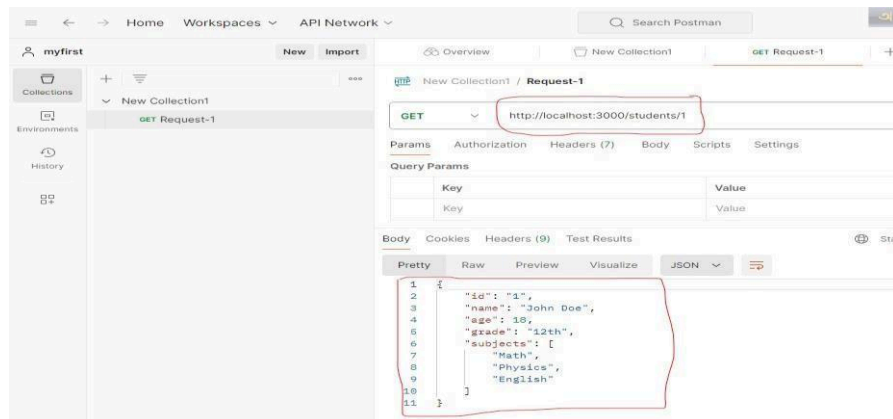 Home Workspaces API Network Search Postman
myfirst New Import Overview New Collection1 GET Request-1
Collections
New Collection1
GET Request-1
Environments
History
HTTP New Collection1 / Request-1
GET http://localhost:3000/students/1
Params Authorization Headers (7) Body Scripts Settings
Query Params
Key Value
Key Value
Body Cookies Headers (9) Test Results
Pretty Raw Preview Visualize JSON
1 {
2 "id": "1",
3 "name": "John Doe",
4 "age": 18,
5 "grade": "12th",
6 "subjects": [
7 "Math",
8 "Physics",
9 "English"
10 ]
11 }